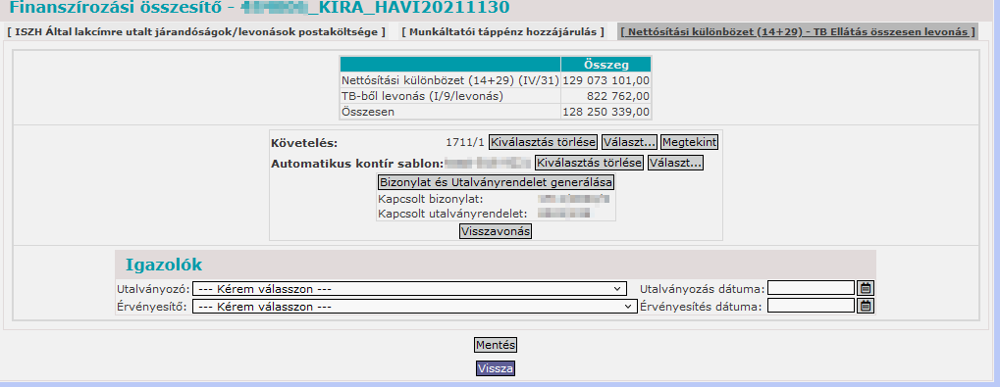 Finanszírozási összesítő - _KIRA_HAVI20211130
[ ISZH Által lakcímre utalt járandóságok/levonások postaköltsége ] [ Munkáltatói táppénz hozzájárulás ] [ Nettósítási különbözet (14+29) - TB Ellátás összesen levonás ]
Összeg
Nettósítási különbözet (14+29) (IV/31) 129 073 101,00
TB-ből levonás (I/9/levonás) 822 762,00
Összesen 128 250 339,00
Követelés: 1711/1 Kiválasztás törlése Választ... Megtekint
Automatikus kontír sablon: Kiválasztás törlése Választ...
Bizonylat és Utalványrendelet generálása
Kapcsolt bizonylat:
Kapcsolt utalványrendelet:
Visszavonás
Igazolók
Utalványozó: --- Kérem válasszon --- Utalványozás dátuma:
Érvényesítő: --- Kérem válasszon --- Érvényesítés dátuma:
Mentés
Vissza